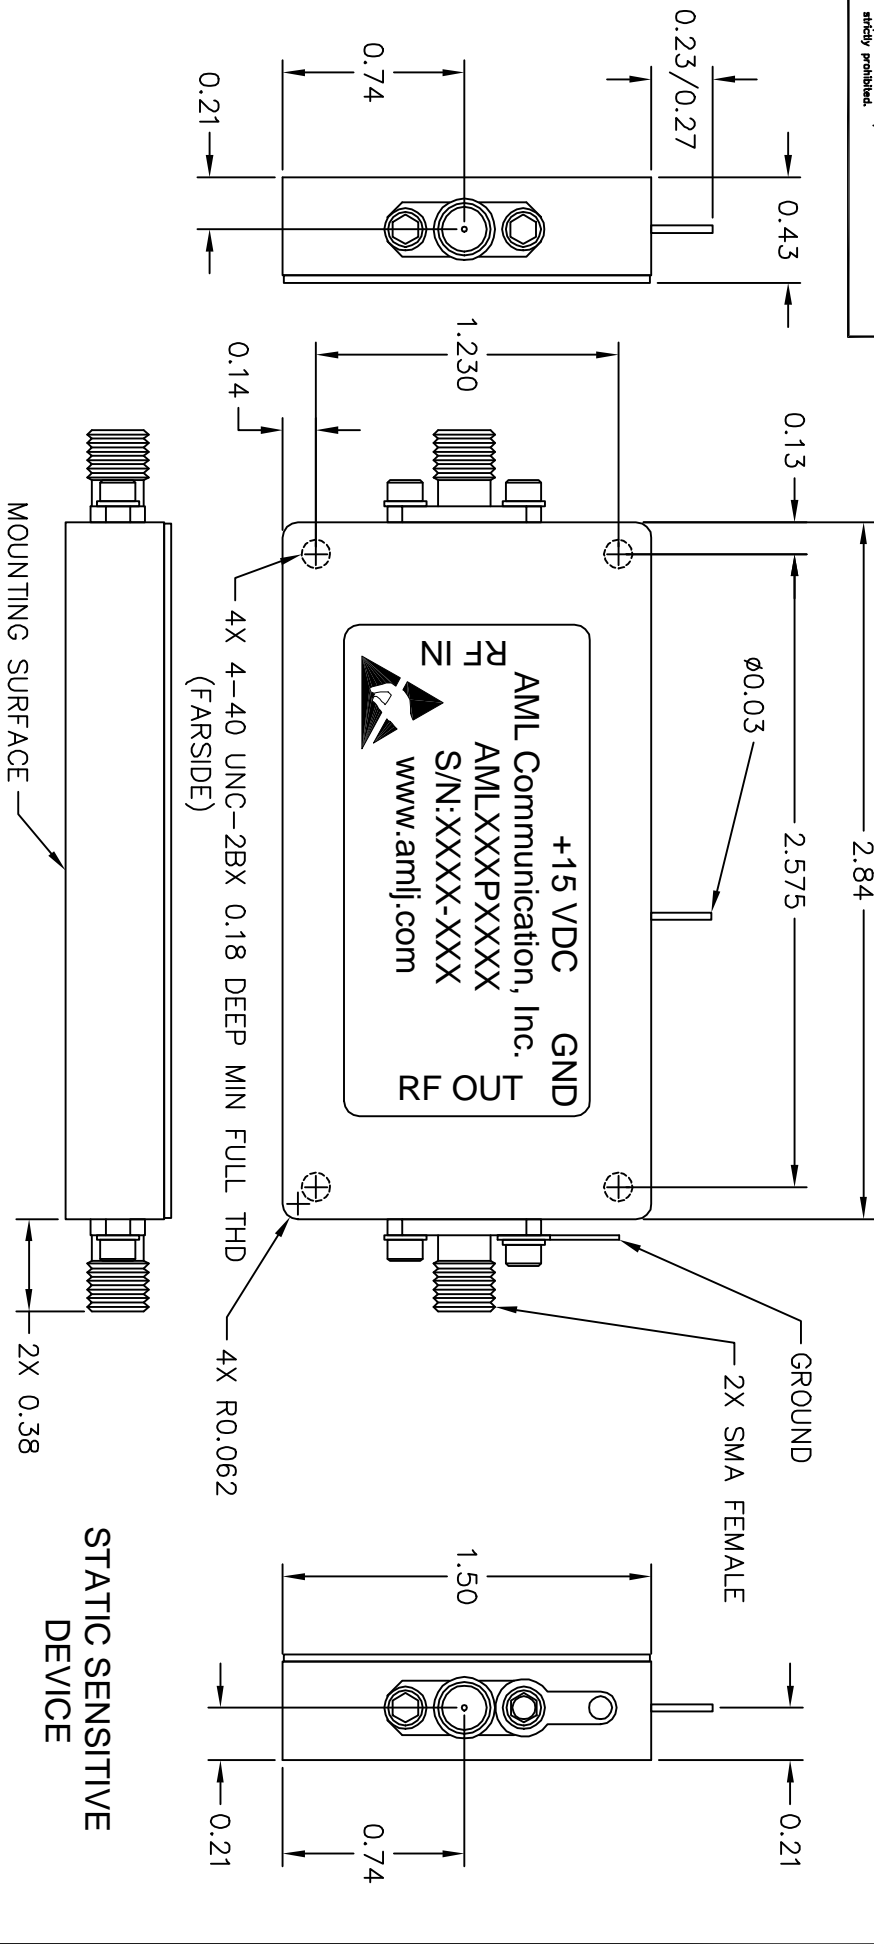 strictly prohibited.
0.23/0.27
0.43
0.74
0.21
1.230
0.14
0.13
2.84
2.575
ø0.03
RF IN
+15 VDC GND
AML Communication, Inc.
AMLXXXPXXXX
S/N:XXXX-XXX
www.amlj.com
RF OUT
4X 4-40 UNC-2BX 0.18 DEEP MIN FULL THD
(FARSIDE)
MOUNTING SURFACE
GROUND
2X SMA FEMALE
4X R0.062
2X 0.38
1.50
0.21
0.74
0.21
STATIC SENSITIVE
DEVICE